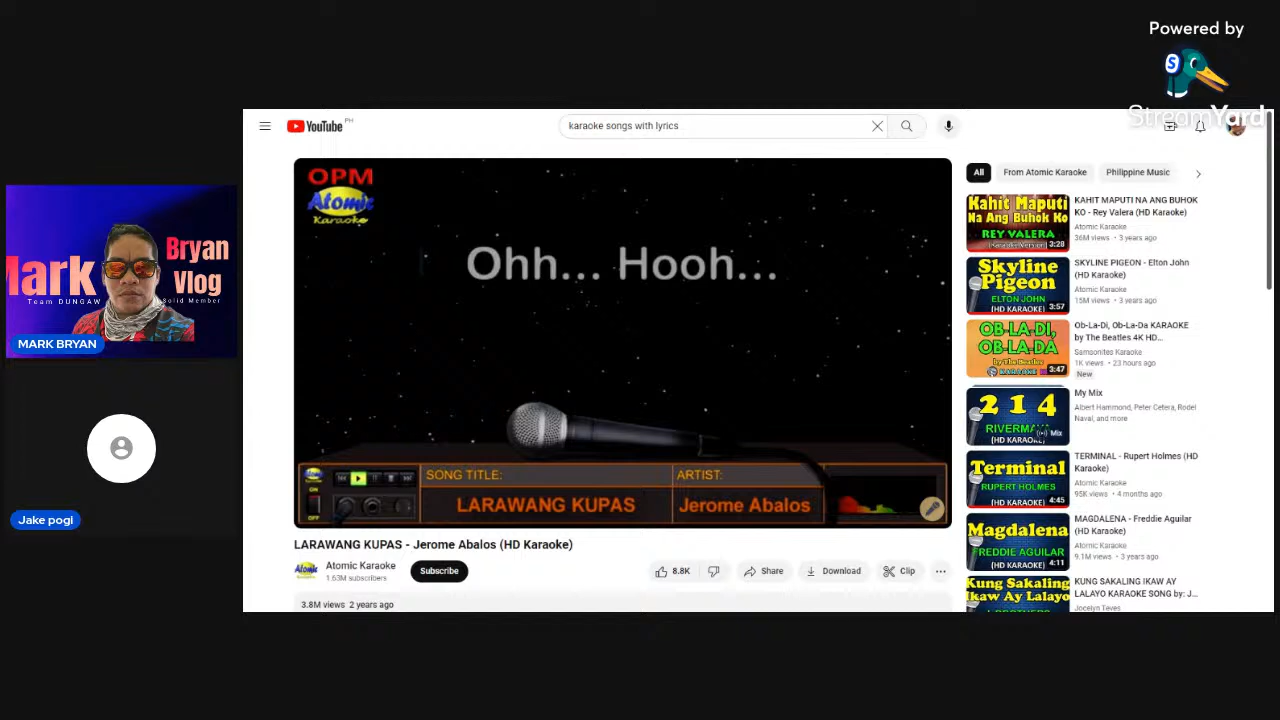 Powered by
StreamYard
YouTube PH
karaoke songs with lyrics
OPM
Atomic
Karaoke
Ohh... Hooh...
SONG TITLE:
ARTIST:
ON
OFF
LARAWANG KUPAS
Jerome Abalos
LARAWANG KUPAS - Jerome Abalos (HD Karaoke)
Atomic Karaoke
1.63M subscribers
Subscribe
8.8K
Share
Download
Clip
3.8M views 2 years ago
Mark
Bryan
Vlog
Team DUNGAW
Solid Member
MARK BRYAN
Jake pogi
All
From Atomic Karaoke
Philippine Music
Kahit Maputi
Na Ang Buhok Ko
REY VALERA
(Karaoke Version)
3:28
KAHIT MAPUTI NA ANG BUHOK
KO - Rey Valera (HD Karaoke)
Atomic Karaoke
36M views • 3 years ago
Skyline
Pigeon
ELTON JOHN
(HD KARAOKE)
3:57
SKYLINE PIGEON - Elton John
(HD Karaoke)
Atomic Karaoke
15M views • 3 years ago
OB-LA-DI,
OB-LA-DA
by The Beatles
3:47
Ob-La-Di, Ob-La-Da KARAOKE
by The Beatles 4K HD...
Samsonites Karaoke
1K views • 23 hours ago
New
2 1 4
RIVERMAYA
(HD KARAOKE)
Mix
My Mix
Albert Hammond, Peter Cetera, Rodel
Naval, and more
Terminal
RUPERT HOLMES
(HD KARAOKE)
4:45
TERMINAL - Rupert Holmes (HD
Karaoke)
Atomic Karaoke
95K views • 4 months ago
Magdalena
FREDDIE AGUILAR
(HD KARAOKE)
4:11
MAGDALENA - Freddie Aguilar
(HD Karaoke)
Atomic Karaoke
9.1M views • 3 years ago
Kung Sakaling
Ikaw Ay Lalayo
KUNG SAKALING IKAW AY
LALAYO KARAOKE SONG by: J...
Jocelyn Teves